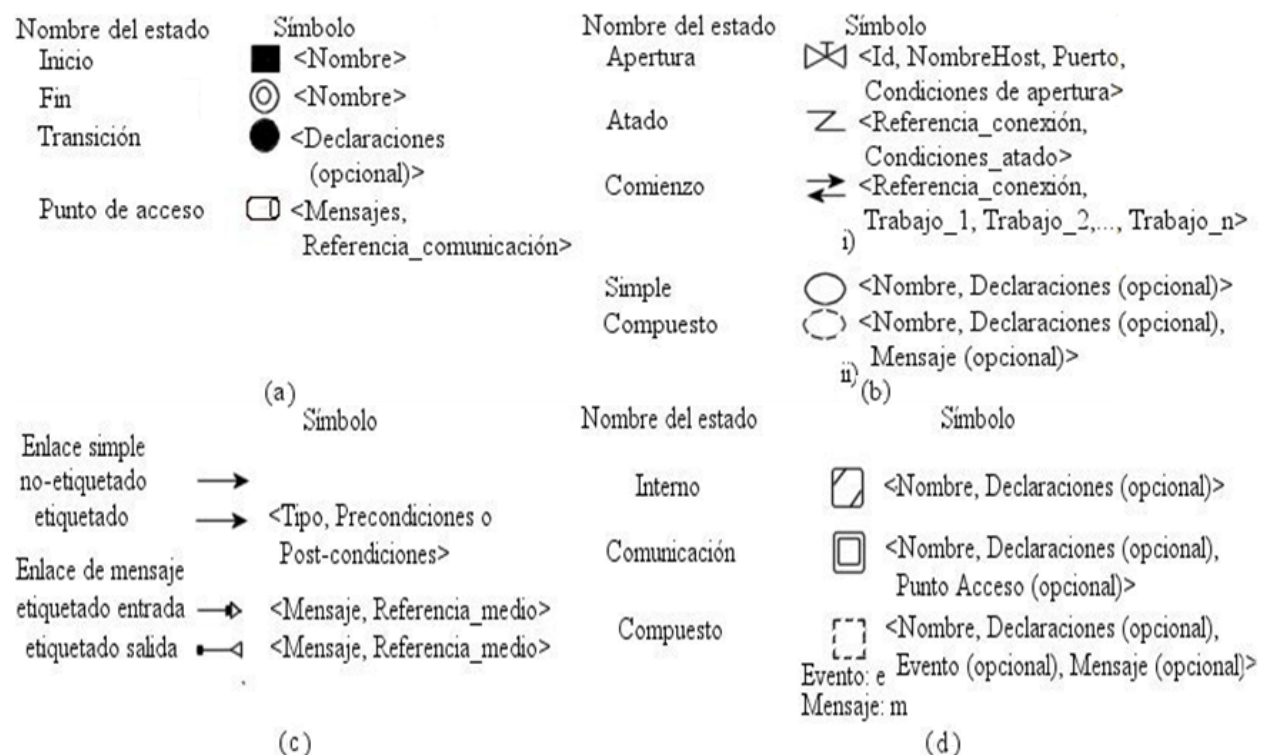 Nombre del estado Símbolo
Inicio <Nombre>
Fin <Nombre>
Transición <Declaraciones
(opcional)>
Punto de acceso <Mensajes,
Referencia_comunicación>
(a)
Nombre del estado Símbolo
Apertura <Id, NombreHost, Puerto,
Condiciones de apertura>
Atado <Referencia_conexión,
Condiciones_atado>
Comienzo <Referencia_conexión,
i) Trabajo_1, Trabajo_2,..., Trabajo_n>
Simple <Nombre, Declaraciones (opcional)>
Compuesto <Nombre, Declaraciones (opcional),
Mensaje (opcional)>
ii) (b)
Símbolo
Enlace simple
no-etiquetado
etiquetado <Tipo, Precondiciones o
Post-condiciones>
Enlace de mensaje
etiquetado entrada <Mensaje, Referencia_medio>
etiquetado salida <Mensaje, Referencia_medio>
(c)
Nombre del estado Símbolo
Interno <Nombre, Declaraciones (opcional)>
Comunicación <Nombre, Declaraciones (opcional),
Punto Acceso (opcional)>
Compuesto <Nombre, Declaraciones (opcional),
Evento: e Evento (opcional), Mensaje (opcional)>
Mensaje: m
(d)